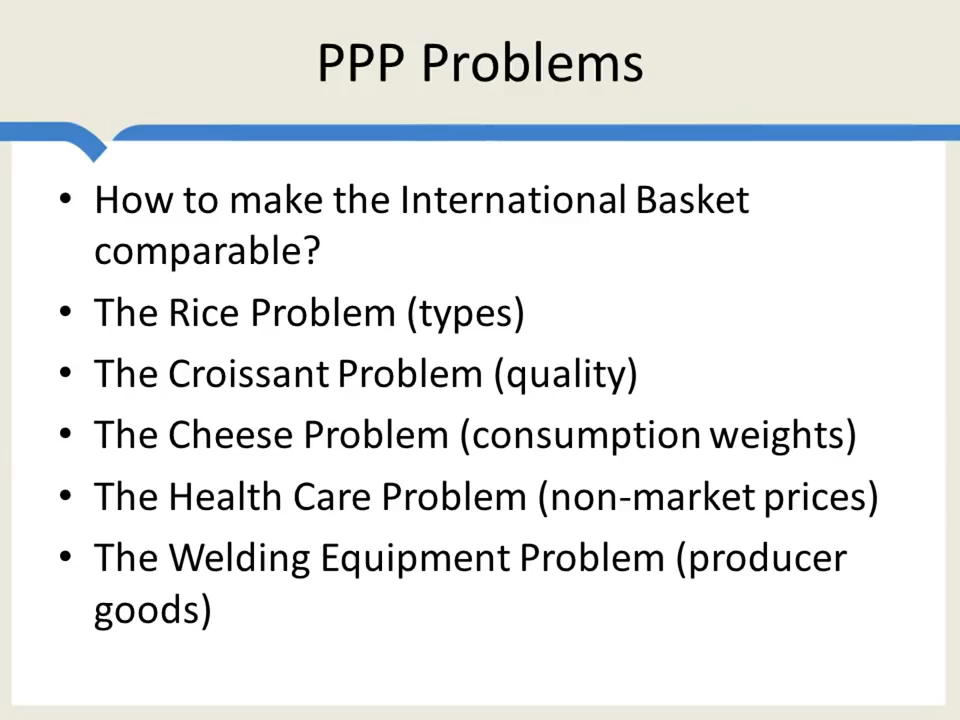 PPP Problems
• How to make the International Basket
comparable?
• The Rice Problem (types)
• The Croissant Problem (quality)
• The Cheese Problem (consumption weights)
• The Health Care Problem (non-market prices)
• The Welding Equipment Problem (producer
goods)